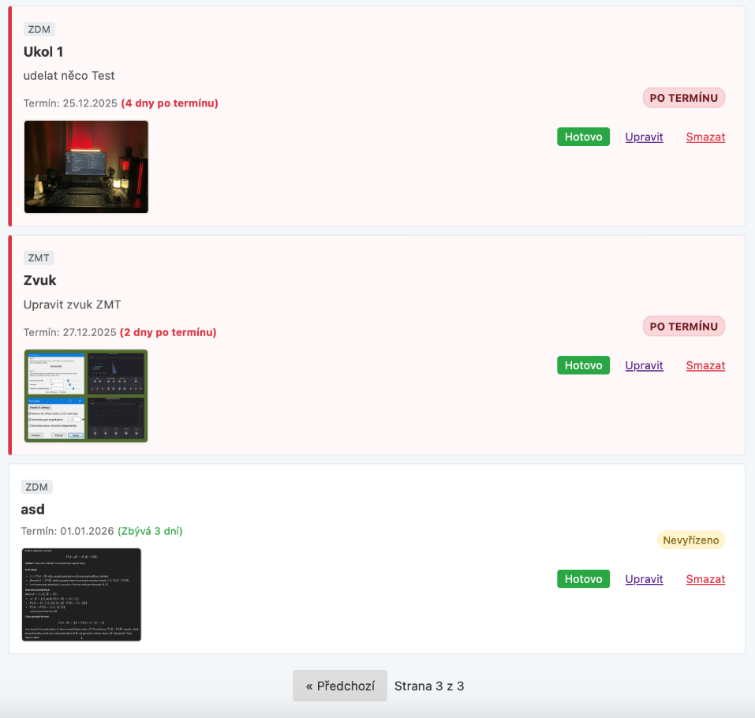 ZDM
Ukol 1
udelat něco Test
Termín: 25.12.2025 (4 dny po termínu)
PO TERMÍNU
Hotovo Upravit Smazat
ZMT
Zvuk
Upravit zvuk ZMT
Termín: 27.12.2025 (2 dny po termínu)
PO TERMÍNU
Hotovo Upravit Smazat
ZDM
asd
Termín: 01.01.2026 (Zbývá 3 dní)
Nevyřízeno
Hotovo Upravit Smazat
« Předchozí Strana 3 z 3